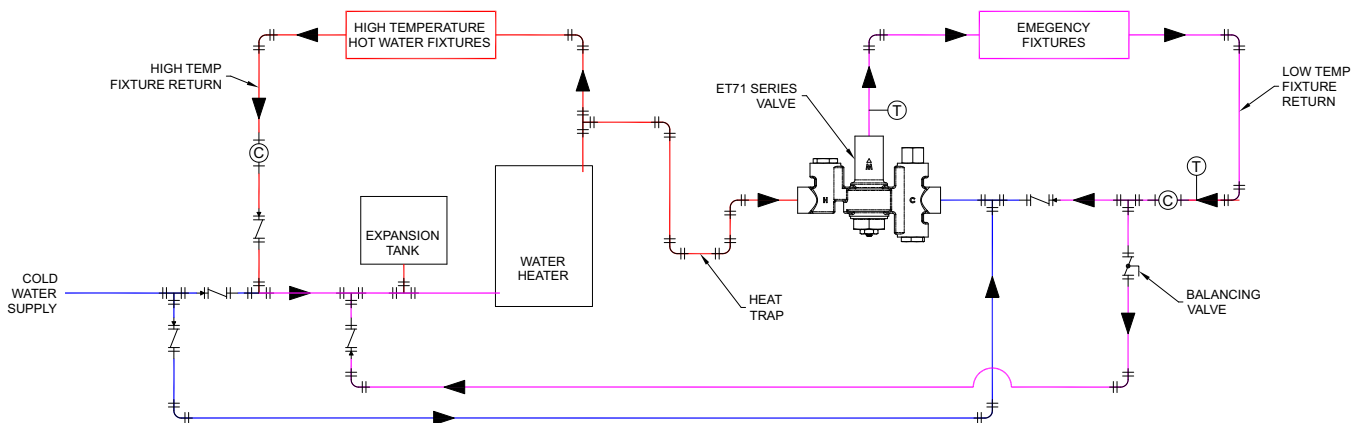 HIGH TEMPERATURE
HOT WATER FIXTURES
EMEGENCY
FIXTURES
HIGH TEMP
FIXTURE RETURN
ET71 SERIES
VALVE
T
LOW TEMP
FIXTURE
RETURN
C
M
H
C
T
C
EXPANSION
TANK
WATER
HEATER
COLD
WATER
SUPPLY
HEAT
TRAP
BALANCING
VALVE